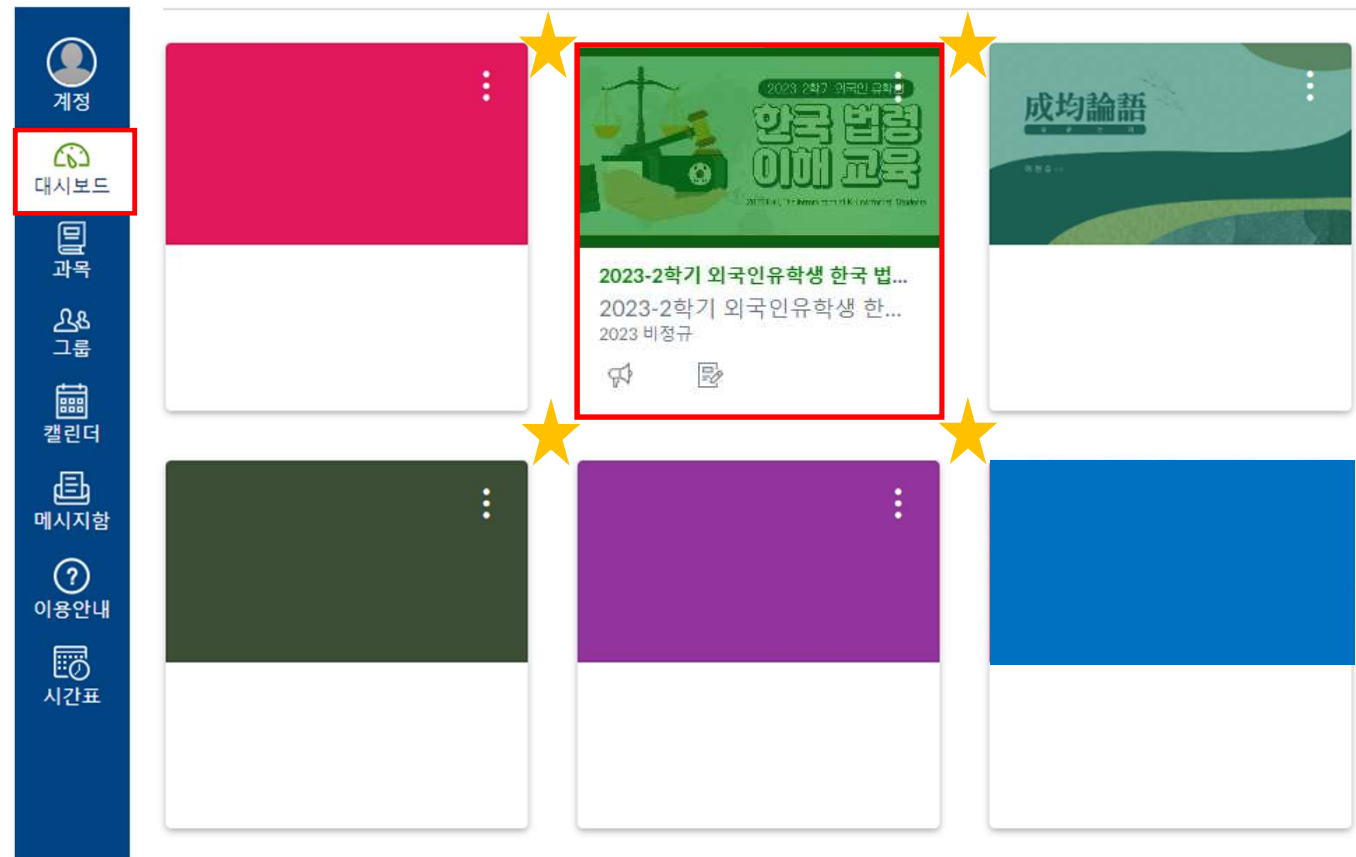 계정
대시보드
과목
그룹
캘린더
메시지함
이용안내
시간표
2023-2학기 외국인 유학생
한국 법령
이해 교육
2023-2학기 외국인유학생 한국 법...
2023-2학기 외국인유학생 한...
2023 비정규
成均論語